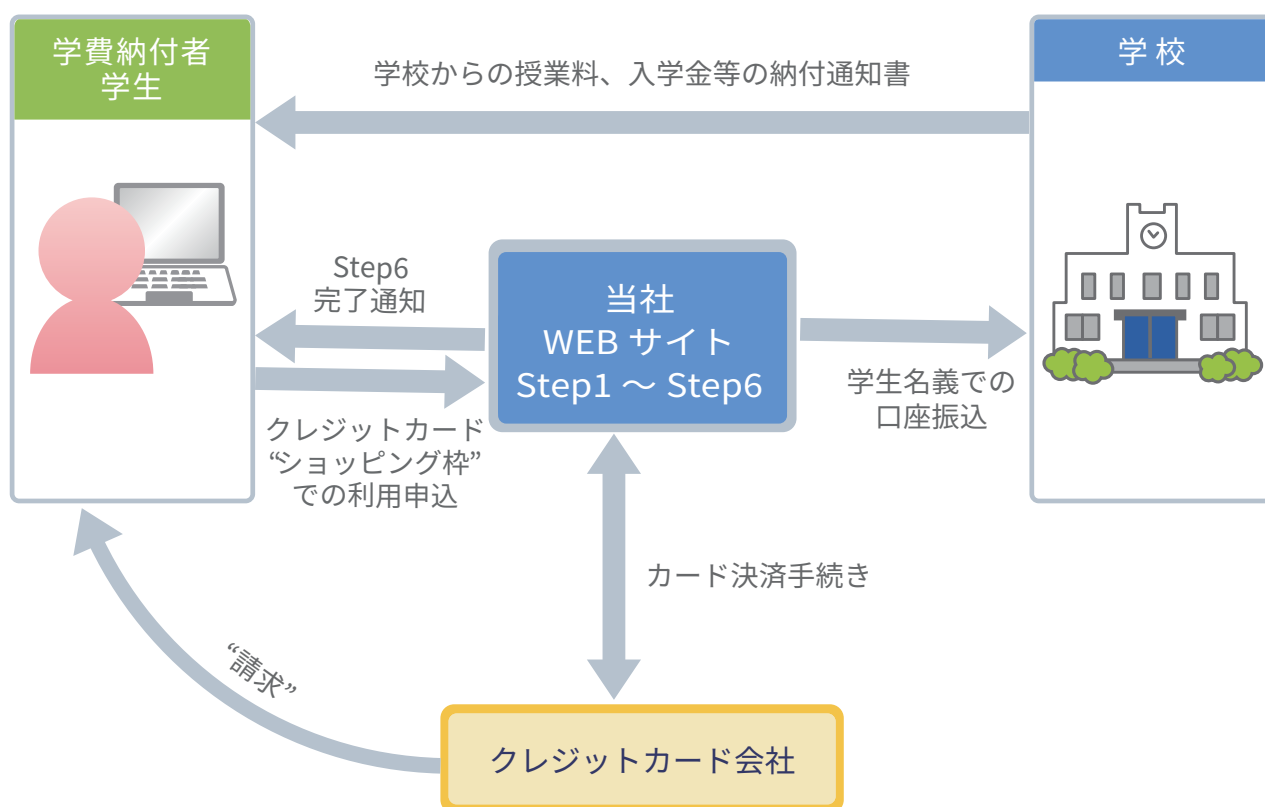 学費納付者
学生
学校
学校からの授業料、入学金等の納付通知書
Step6
完了通知
当社
WEB サイト
Step1 ～ Step6
学生名義での
口座振込
クレジットカード
“ショッピング枠”
での利用申込
カード決済手続き
“請求”
クレジットカード会社